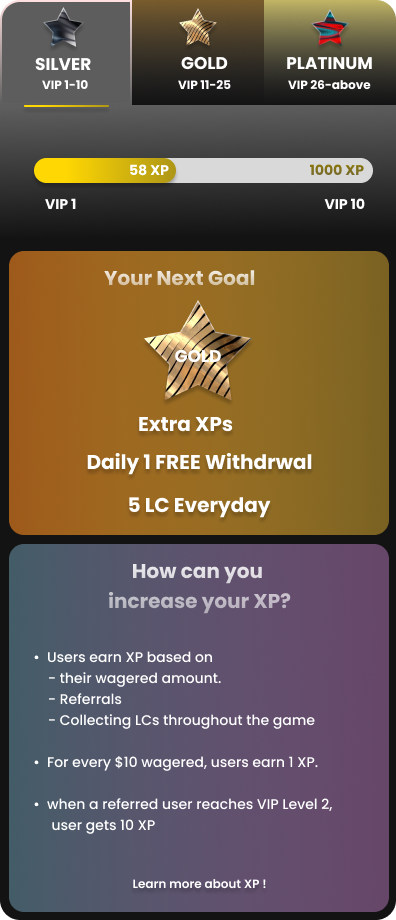 SILVER
VIP 1-10
GOLD
VIP 11-25
PLATINUM
VIP 26-above
58 XP
1000 XP
VIP 1
VIP 10
Your Next Goal
GOLD
Extra XPs
Daily 1 FREE Withdrwal
5 LC Everyday
How can you
increase your XP?
• Users earn XP based on
- their wagered amount.
- Referrals
- Collecting LCs throughout the game
• For every $10 wagered, users earn 1 XP.
• when a referred user reaches VIP Level 2,
user gets 10 XP
Learn more about XP !